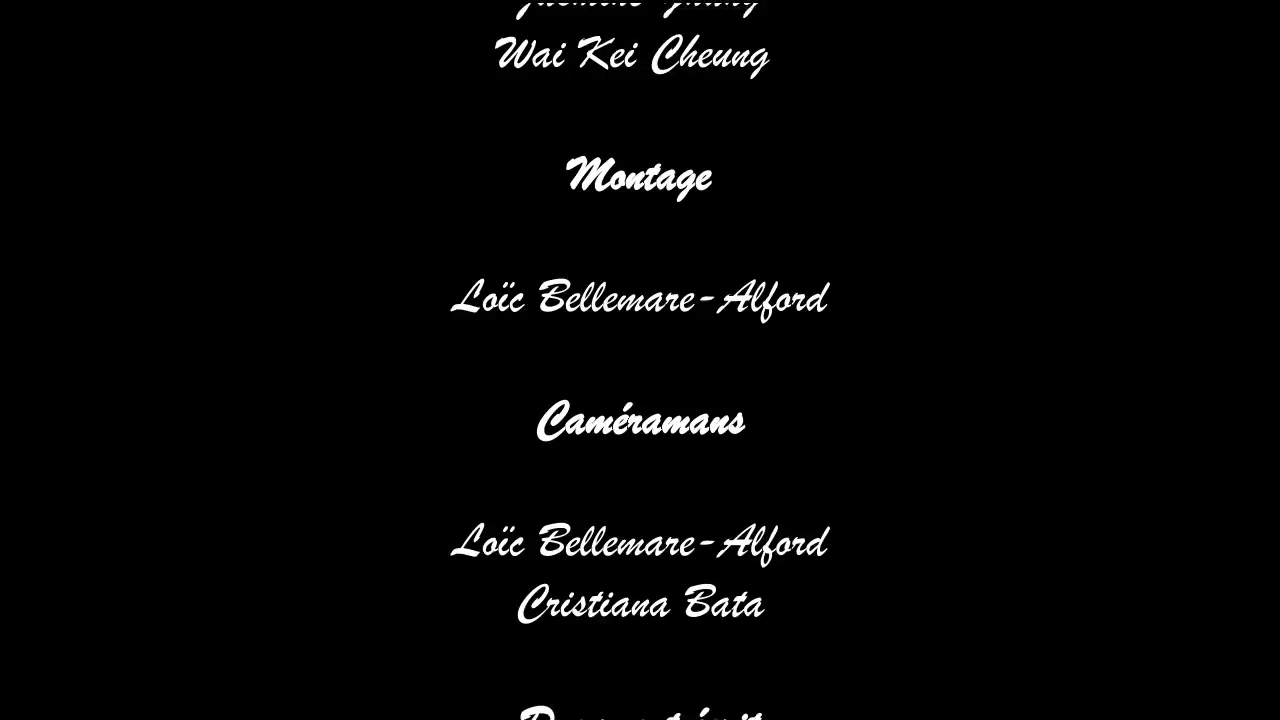 Wai Kei Cheung
Montage
Loïc Bellemare-Alford
Caméramans
Loïc Bellemare-Alford
Cristiana Bata